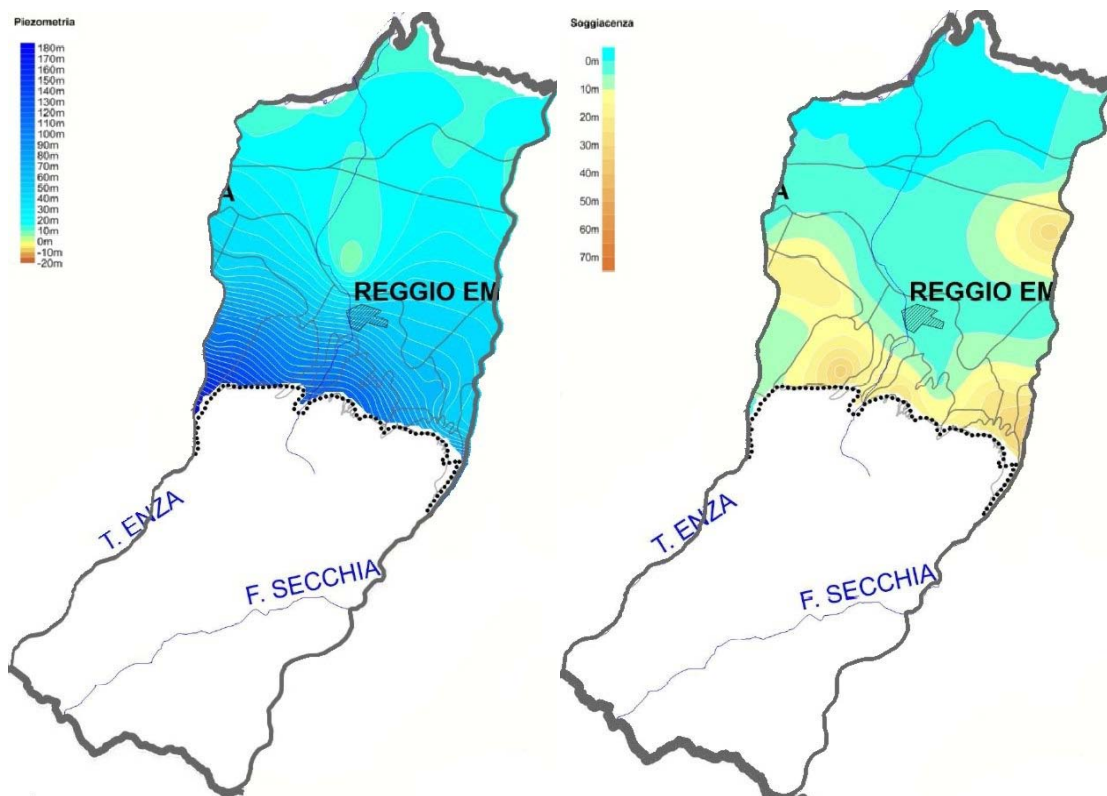 Piezometria
180m
170m
160m
150m
140m
130m
120m
110m
100m
90m
80m
70m
60m
50m
40m
30m
20m
10m
0m
-10m
-20m
A
REGGIO EM
T. ENZA
F. SECCHIA
Soggiacenza
0m
10m
20m
30m
40m
50m
60m
70m
A
REGGIO EM
T. ENZA
F. SECCHIA